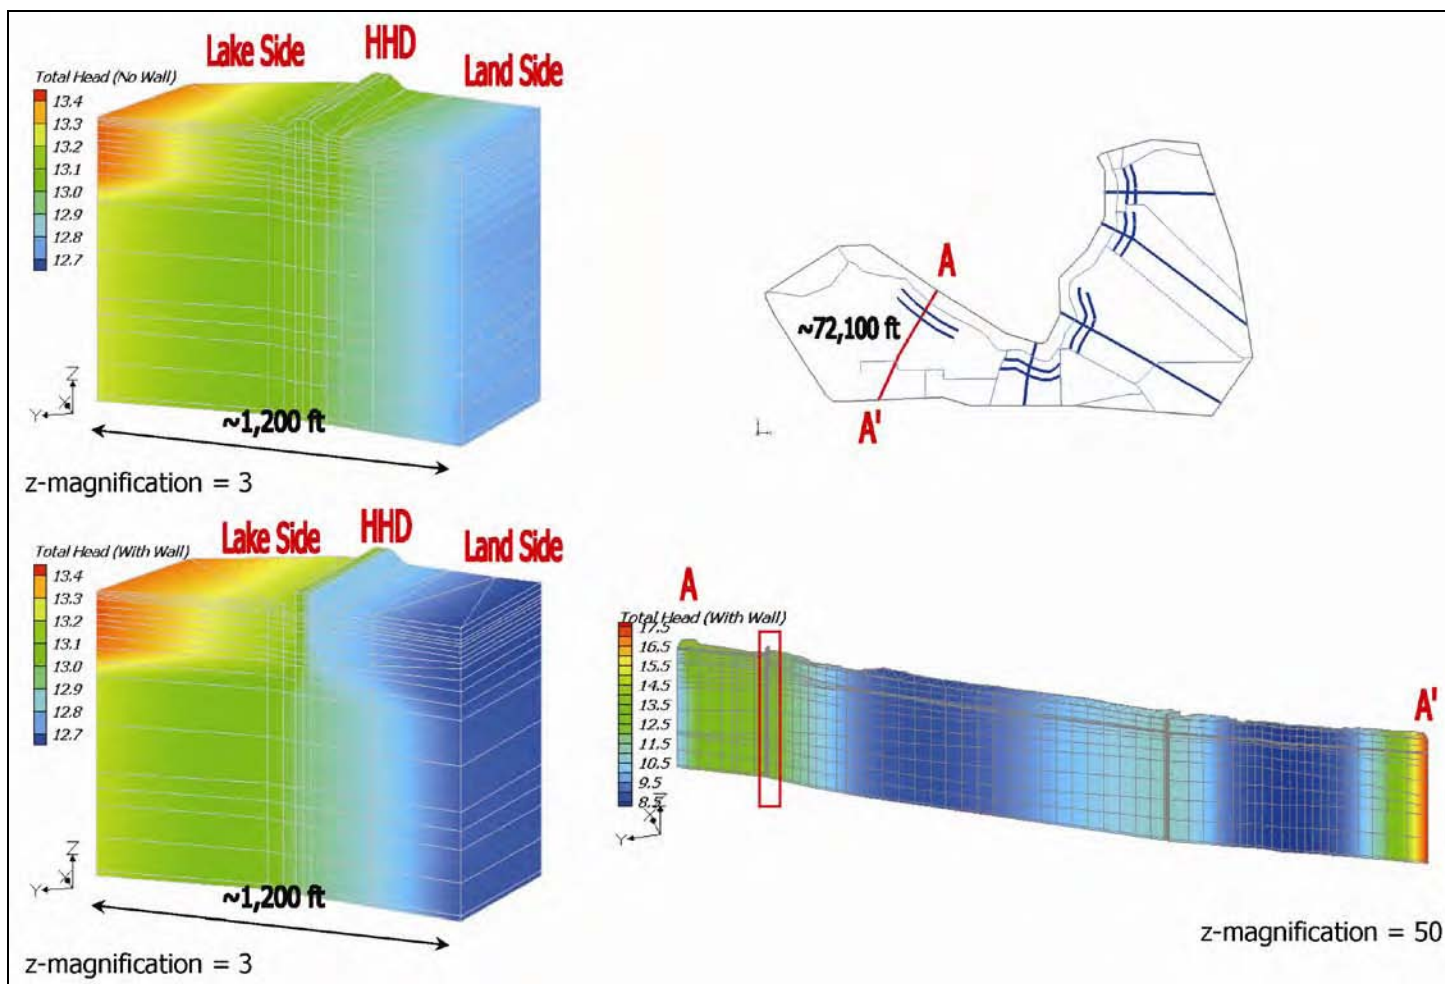 Lake Side
HHD
Land Side
Total Head (No Wall)
13.4
13.3
13.2
13.1
13.0
12.9
12.8
12.7
Z
Y
X
~1,200 ft
z-magnification = 3
A
~72,100 ft
A'
Lake Side
HHD
Land Side
Total Head (With Wall)
13.4
13.3
13.2
13.1
13.0
12.9
12.8
12.7
Z
Y
X
~1,200 ft
z-magnification = 3
A
Total Head (With Wall)
17.5
16.5
15.5
14.5
13.5
12.5
11.5
10.5
9.5
8.5
Z
X
Y
A'
z-magnification = 50